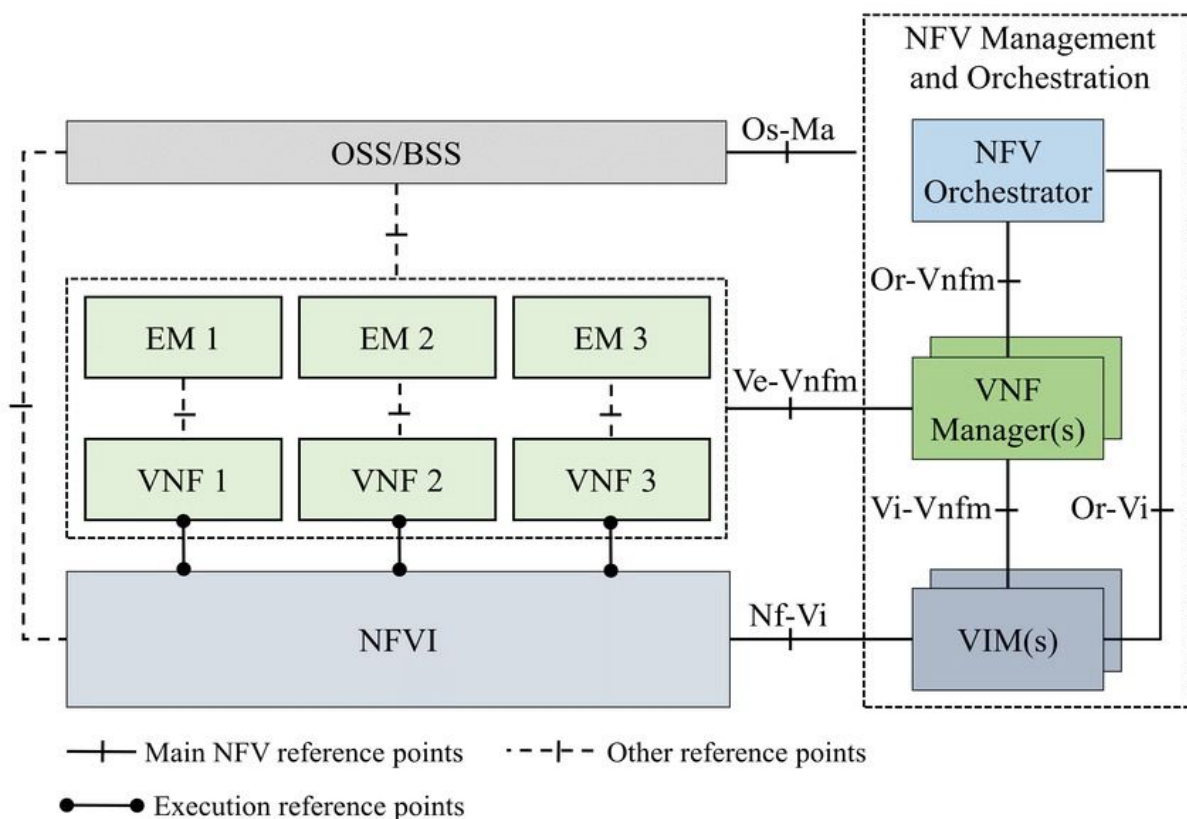 NFV Management
and Orchestration
OSS/BSS
Os-Ma
NFV
Orchestrator
Or-Vnfm
EM 1
EM 2
EM 3
Ve-Vnfm
VNF
Manager(s)
VNF 1
VNF 2
VNF 3
Vi-Vnfm
Or-Vi
NFVI
Nf-Vi
VIM(s)
Main NFV reference points
Other reference points
Execution reference points